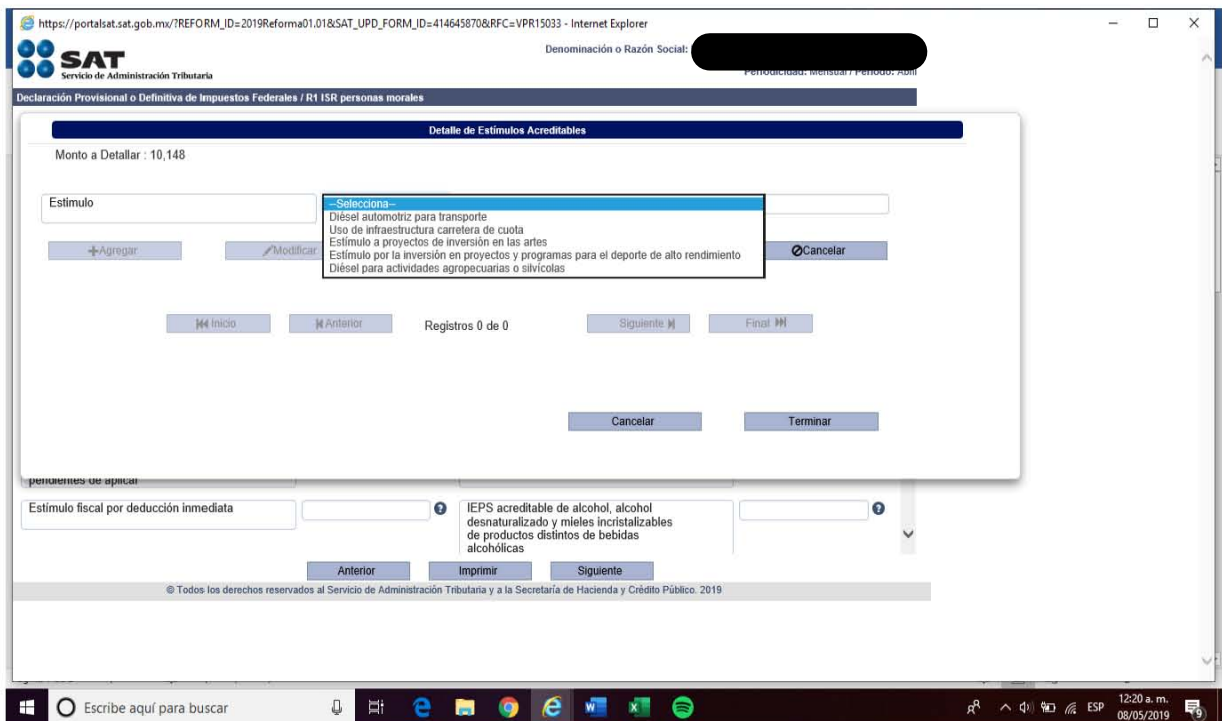 https://portalsat.sat.gob.mx/?REFORM_ID=2019Reforma01.01&SAT_UPD_FORM_ID=414645870&RFC=VPR15033 - Internet Explorer
SAT
Servicio de Administración Tributaria
Denominación o Razón Social:
Periodicidad: Mensual / Periodo: Abril
Declaración Provisional o Definitiva de Impuestos Federales / R1 ISR personas morales
Detalle de Estímulos Acreditables
Monto a Detallar : 10,148
Estimulo
--Selecciona--
Diésel automotriz para transporte
Uso de infraestructura carretera de cuota
Estímulo a proyectos de inversión en las artes
Estímulo por la inversión en proyectos y programas para el deporte de alto rendimiento
Diésel para actividades agropecuarias o silvícolas
Agregar
Modificar
Cancelar
Inicio
Anterior
Registros 0 de 0
Siguiente
Final
Cancelar
Terminar
pendientes de aplicar
Estímulo fiscal por deducción inmediata
IEPS acreditable de alcohol, alcohol
desnaturalizado y mieles incristalizables
de productos distintos de bebidas
alcohólicas
Anterior
Imprimir
Siguiente
© Todos los derechos reservados al Servicio de Administración Tributaria y a la Secretaría de Hacienda y Crédito Público. 2019
Escribe aquí para buscar
ESP
12:20 a. m.
08/05/2019